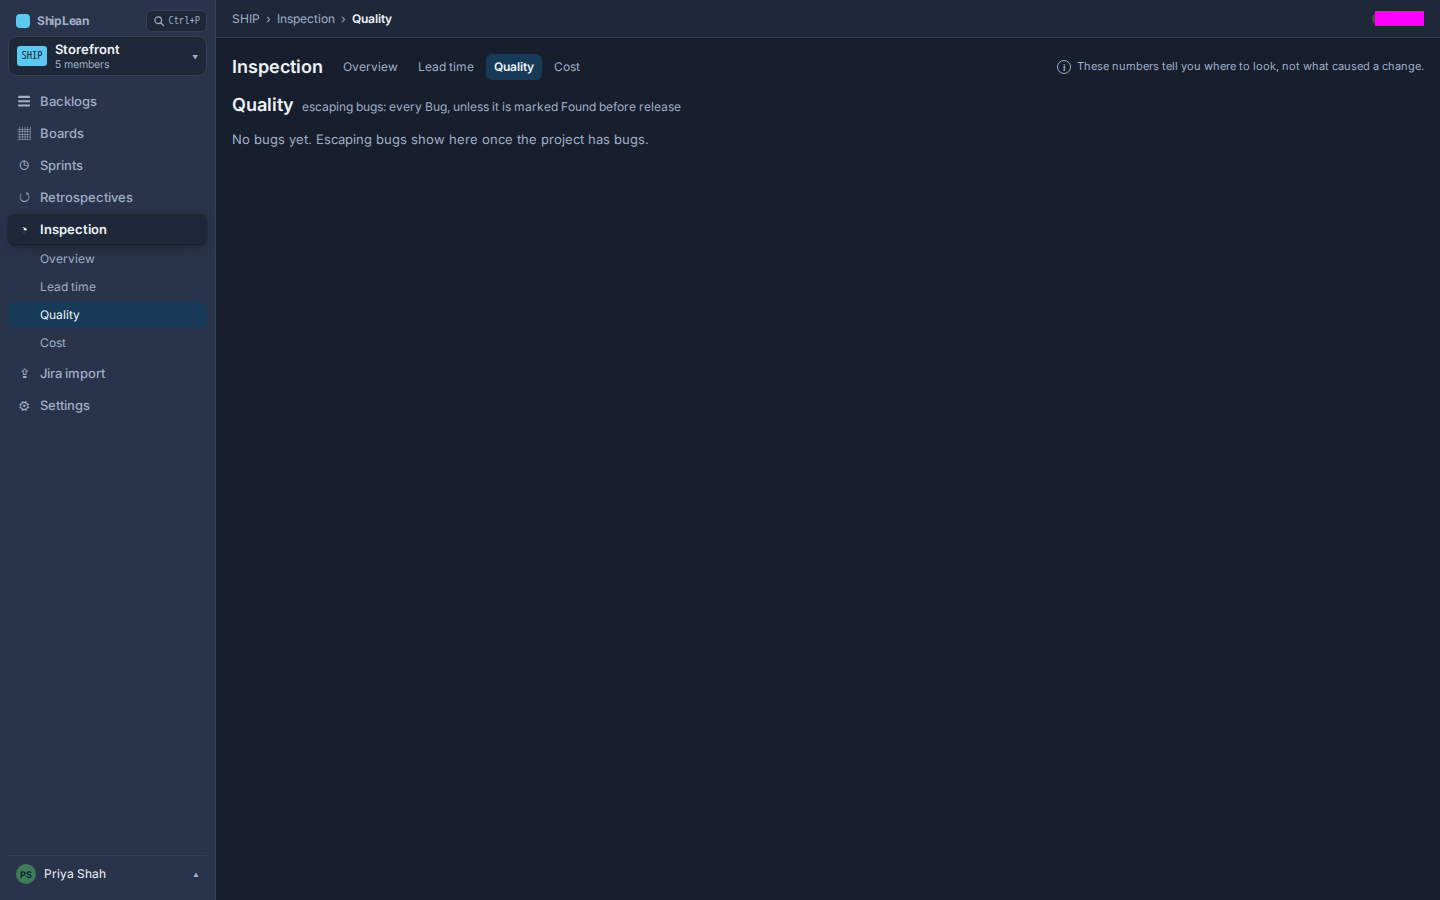 ShipLean
Ctrl+P
SHIP
Storefront
5 members
Backlogs
Boards
Sprints
Retrospectives
Inspection
Overview
Lead time
Quality
Cost
Jira import
Settings
PS
Priya Shah
SHIP › Inspection › Quality
Inspection
Overview
Lead time
Quality
Cost
These numbers tell you where to look, not what caused a change.
Quality
escaping bugs: every Bug, unless it is marked Found before release
No bugs yet. Escaping bugs show here once the project has bugs.